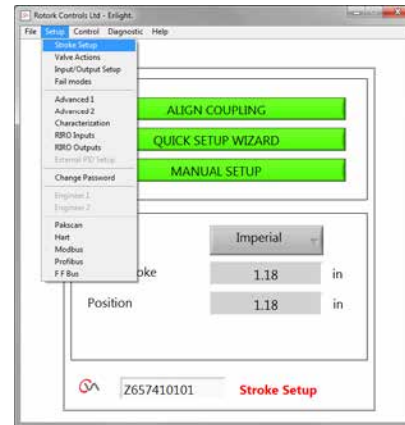 Rotork Controls Ltd - Enlight.
File Setup Control Diagnostic Help
Stroke Setup
Valve Actions
Input/Output Setup
Fail modes
Advanced 1
Advanced 2
Characterization
RIRO Inputs
RIRO Outputs
External PID Setup
Change Password
Engineer 1
Engineer 2
Pakscan
Hart
Modbus
Profibus
F F Bus
ALIGN COUPLING
QUICK SETUP WIZARD
MANUAL SETUP
Imperial
oke 1.18 in
Position 1.18 in
Z657410101 Stroke Setup